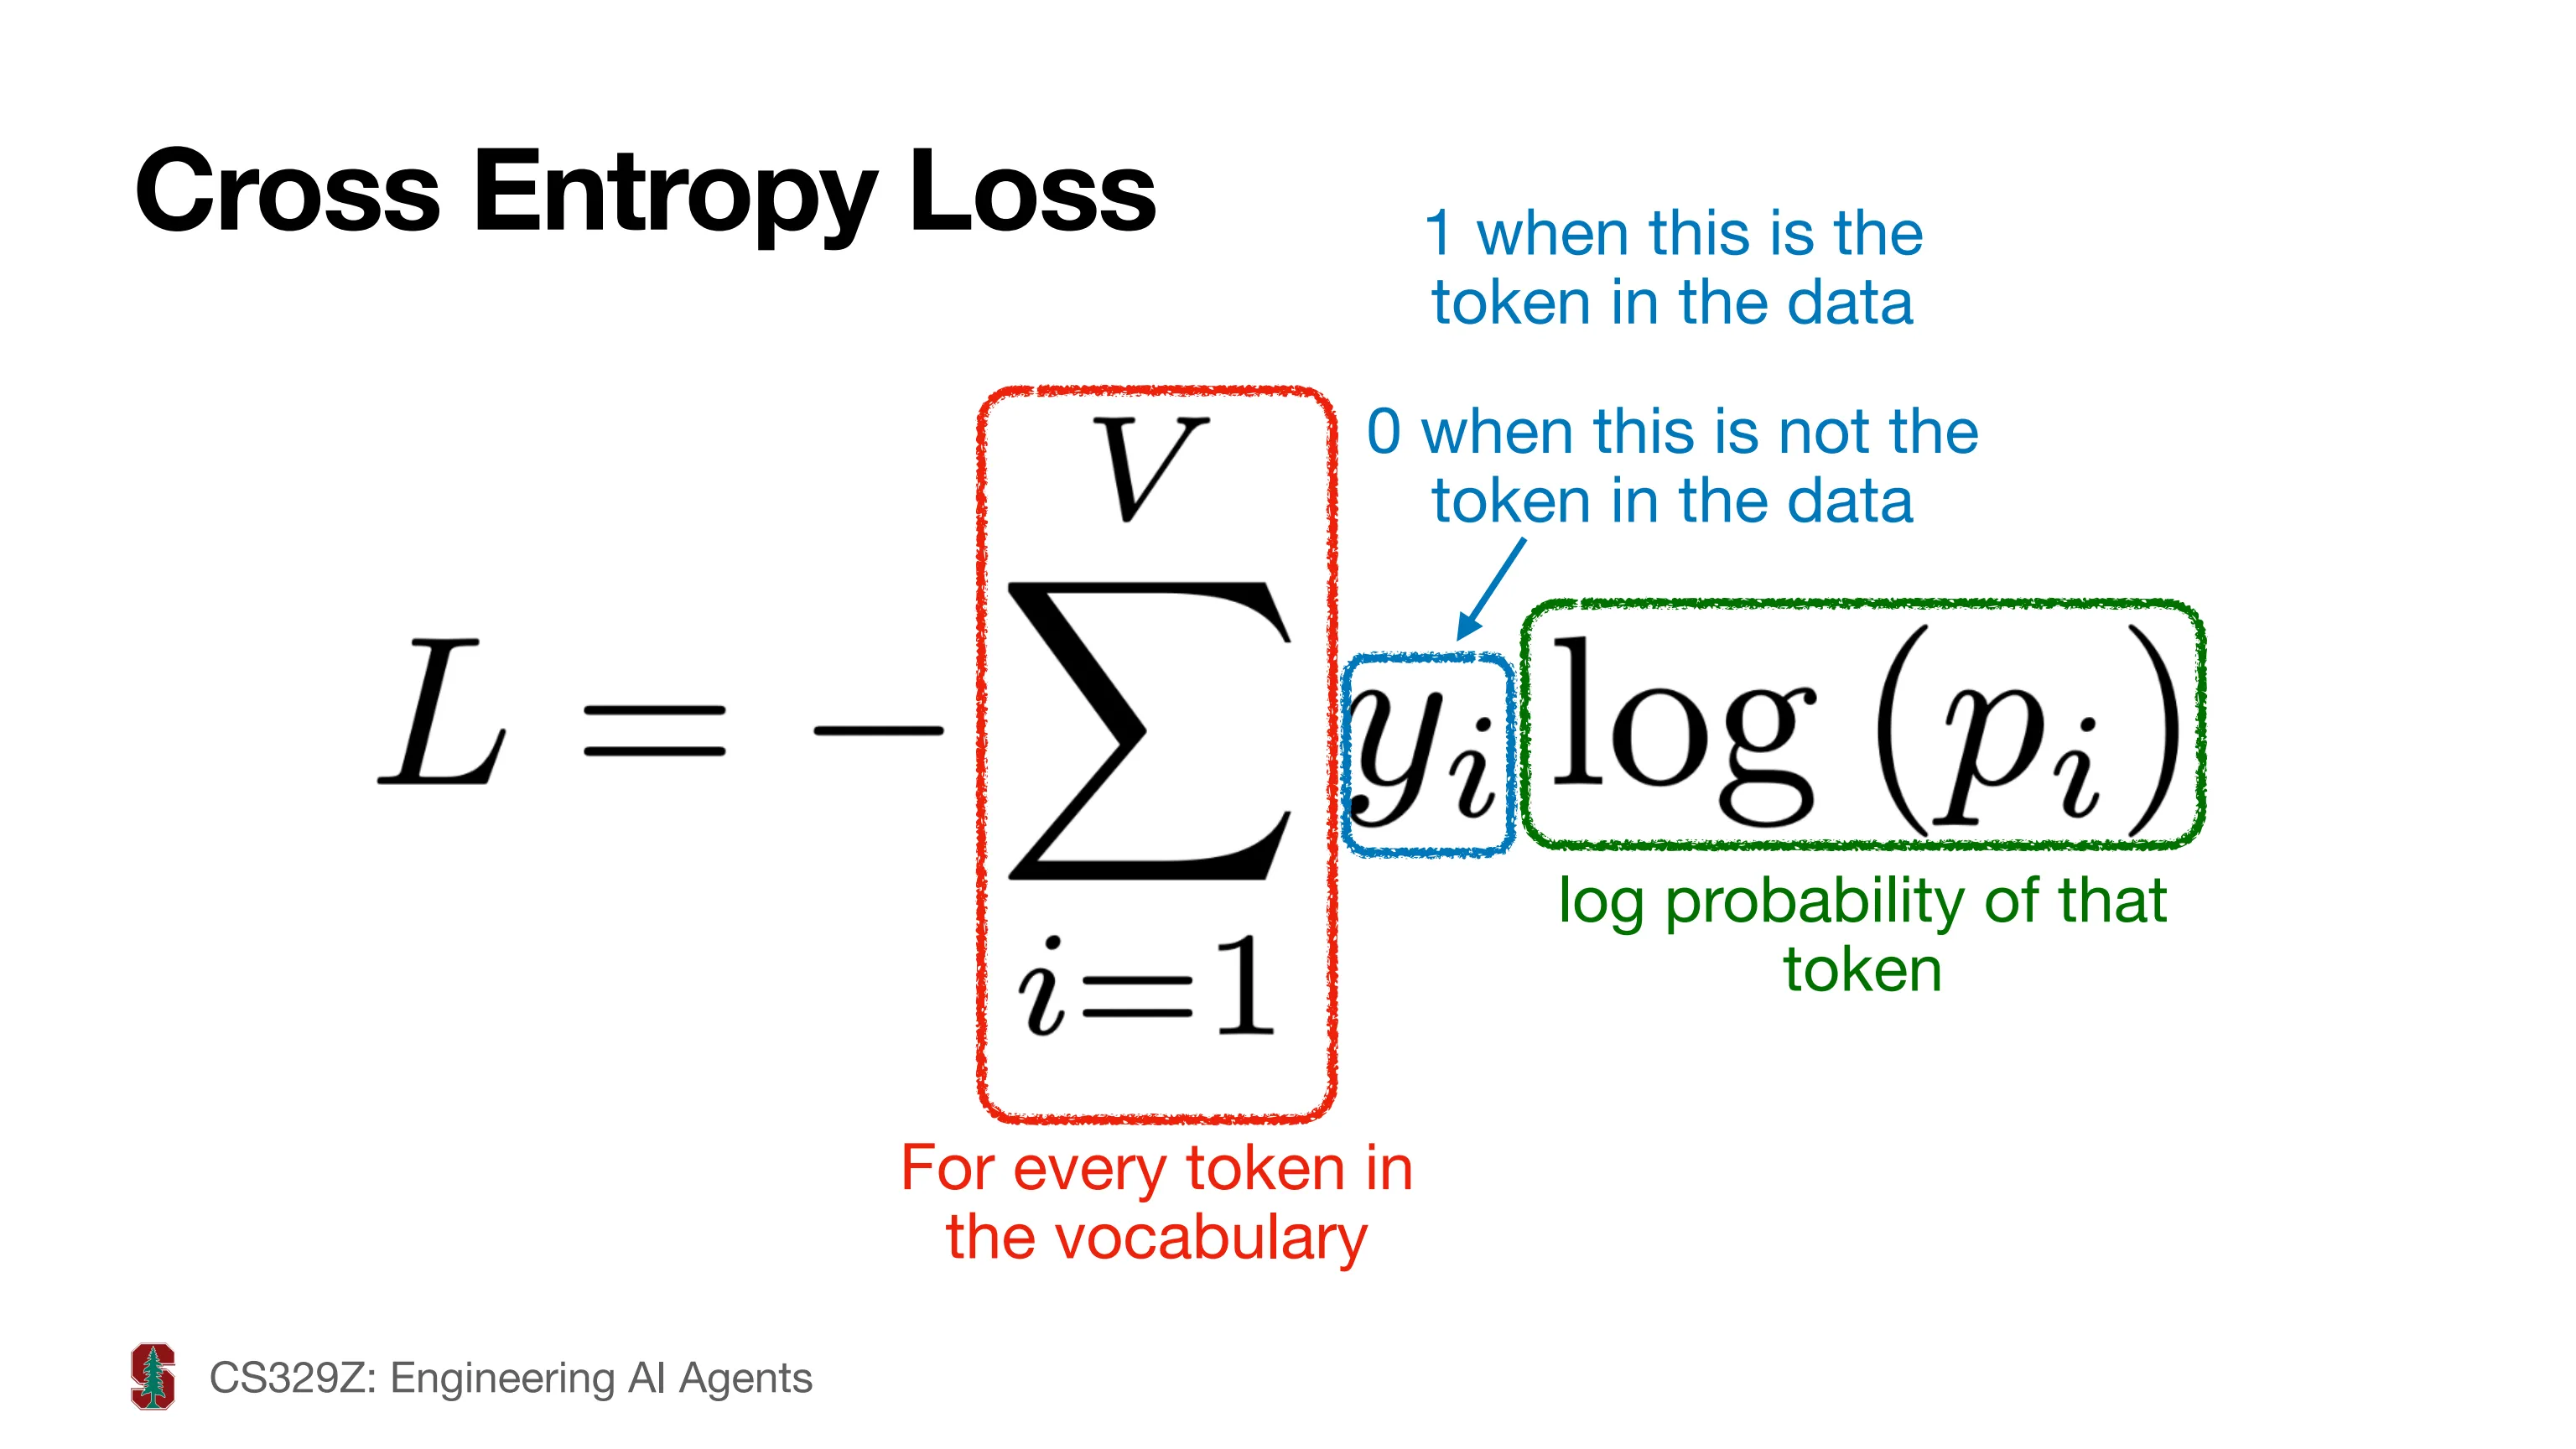 Cross Entropy Loss
1 when this is the
token in the data
0 when this is not the
token in the data
L = − ∑_{i=1}^{V} y_i log (p_i)
log probability of that
token
For every token in
the vocabulary
S
CS329Z: Engineering AI Agents